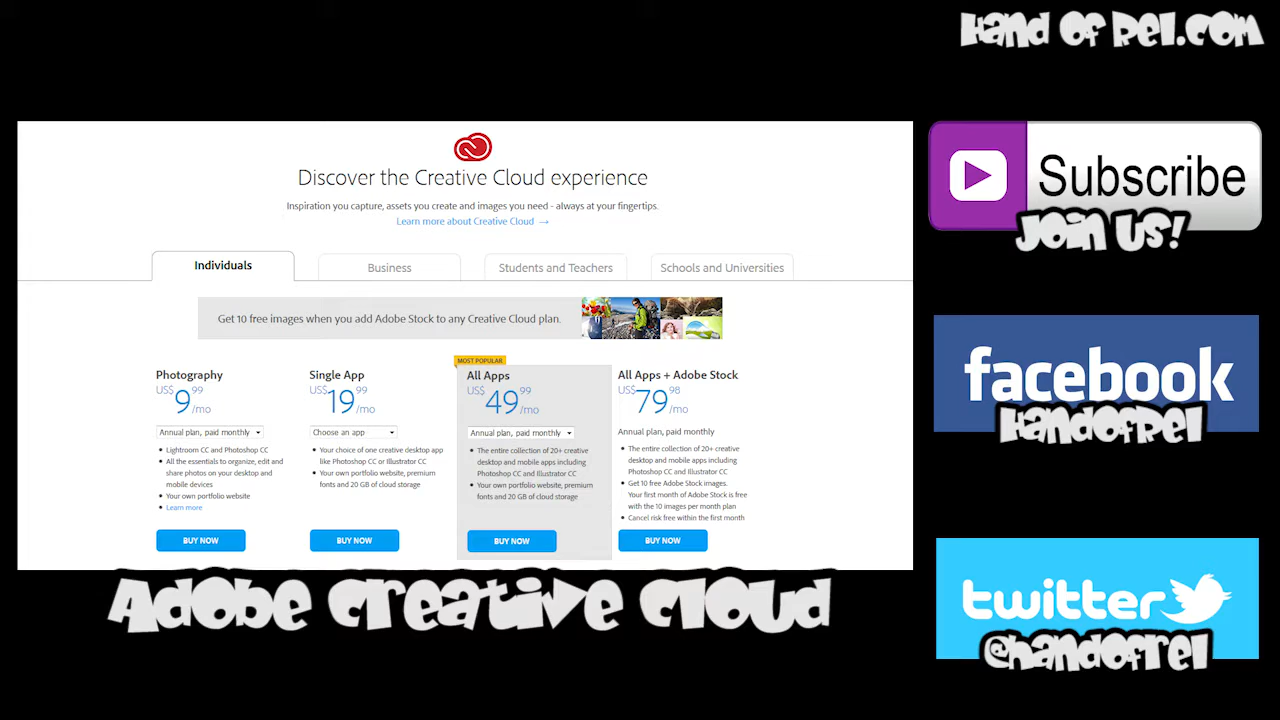 Hand Of Rei.com
Discover the Creative Cloud experience
Inspiration you capture, assets you create and images you need - always at your fingertips.
Learn more about Creative Cloud →
Individuals
Business
Students and Teachers
Schools and Universities
Get 10 free images when you add Adobe Stock to any Creative Cloud plan.
Photography
US$ 9 99 /mo
Annual plan, paid monthly
• Lightroom CC and Photoshop CC
• All the essentials to organize, edit and
share photos on your desktop and
mobile devices
• Your own portfolio website
• Learn more
BUY NOW
Single App
US$ 19 99 /mo
Choose an app
• Your choice of one creative desktop app
like Photoshop CC or Illustrator CC
• Your own portfolio website, premium
fonts and 20 GB of cloud storage
BUY NOW
MOST POPULAR
All Apps
US$ 49 99 /mo
Annual plan, paid monthly
• The entire collection of 20+ creative
desktop and mobile apps including
Photoshop CC and Illustrator CC
• Your own portfolio website, premium
fonts and 20 GB of cloud storage
BUY NOW
All Apps + Adobe Stock
US$ 79 98 /mo
Annual plan, paid monthly
• The entire collection of 20+ creative
desktop and mobile apps including
Photoshop CC and Illustrator CC
• Get 10 free Adobe Stock images.
Your first month of Adobe Stock is free
with the 10 images per month plan
• Cancel risk free within the first month
BUY NOW
Adobe Creative Cloud
Subscribe
Join Us!
facebook
HandofRei
twitter
@handofrei